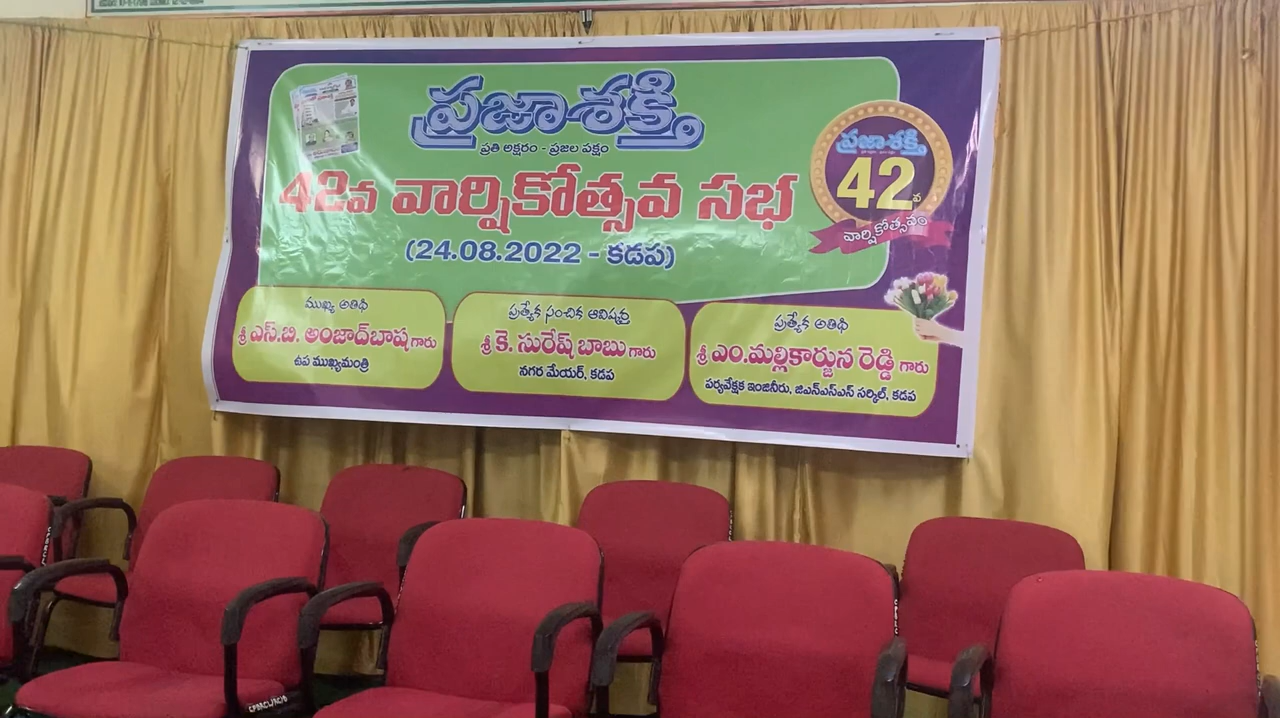 ప్రజాశక్తి
ప్రతి అక్షరం - ప్రజల పక్షం
42వ వార్షికోత్సవ సభ
(24.08.2022 - కడప)
ప్రజాశక్తి
42వ
వార్షికోత్సవం
ముఖ్య అతిథి
శ్రీ ఎస్.బి. అంజాద్‌బాష గారు
ఉప ముఖ్యమంత్రి
ప్రత్యేక సంచిక ఆవిష్కర్త
శ్రీ కె. సురేష్ బాబు గారు
నగర మేయర్, కడప
ప్రత్యేక అతిథి
శ్రీ ఎం.మల్లికార్జున రెడ్డి గారు
పర్యవేక్షక ఇంజినీరు, జిఎన్ఎస్ఎస్ సర్కిల్, కడప